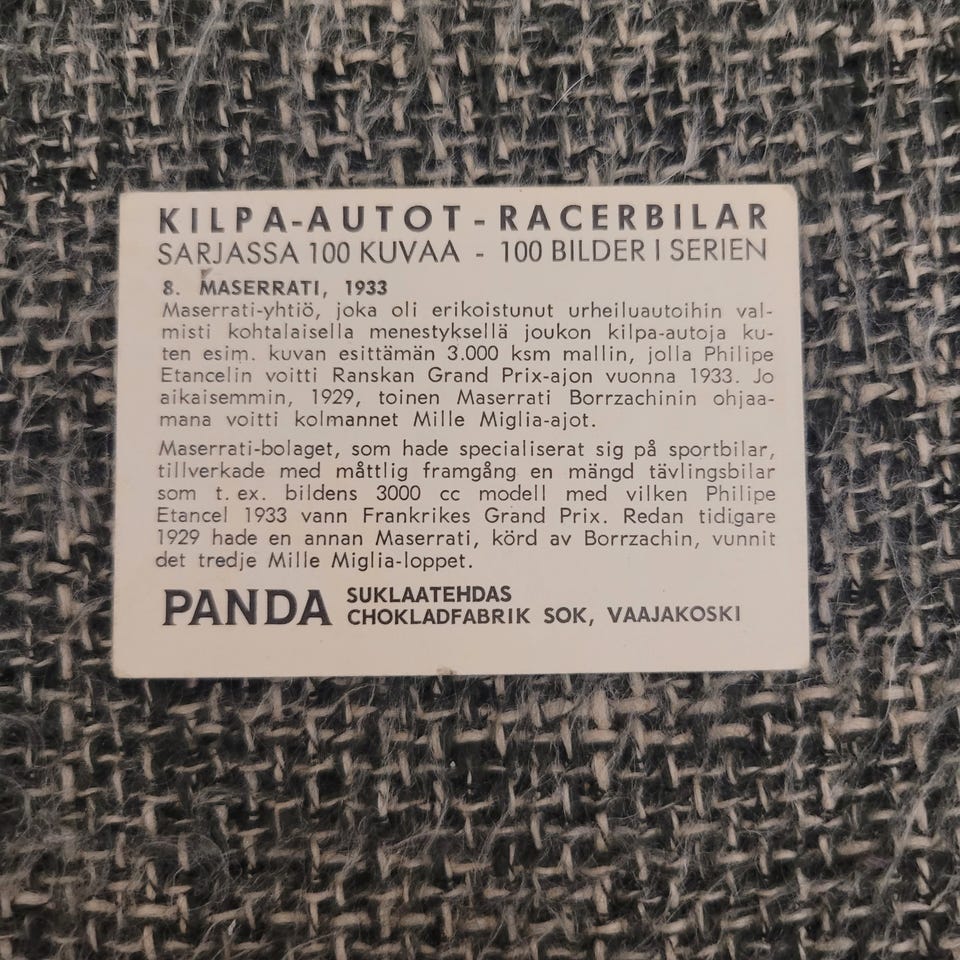 KILPA-AUTOT - RACERBILAR
SARJASSA 100 KUVAA - 100 BILDER I SERIEN
8. MASERRATI, 1933
Maserrati-yhtiö, joka oli erikoistunut urheiluautoihin val-
misti kohtalaisella menestyksellä joukon kilpa-autoja ku-
ten esim. kuvan esittämän 3.000 ksm mallin, jolla Philipe
Etancelin voitti Ranskan Grand Prix-ajon vuonna 1933. Jo
aikaisemmin, 1929, toinen Maserrati Borrzachinin ohjaa-
mana voitti kolmannet Mille Miglia-ajot.
Maserrati-bolaget, som hade specialiserat sig på sportbilar,
tillverkade med måttlig framgång en mängd tävlingsbilar
som t. ex. bildens 3000 cc modell med vilken Philipe
Etancel 1933 vann Frankrikes Grand Prix. Redan tidigare
1929 hade en annan Maserrati, körd av Borrzachin, vunnit
det tredje Mille Miglia-loppet.
PANDA SUKLAATEHDAS
CHOKLADFABRIK SOK, VAAJAKOSKI